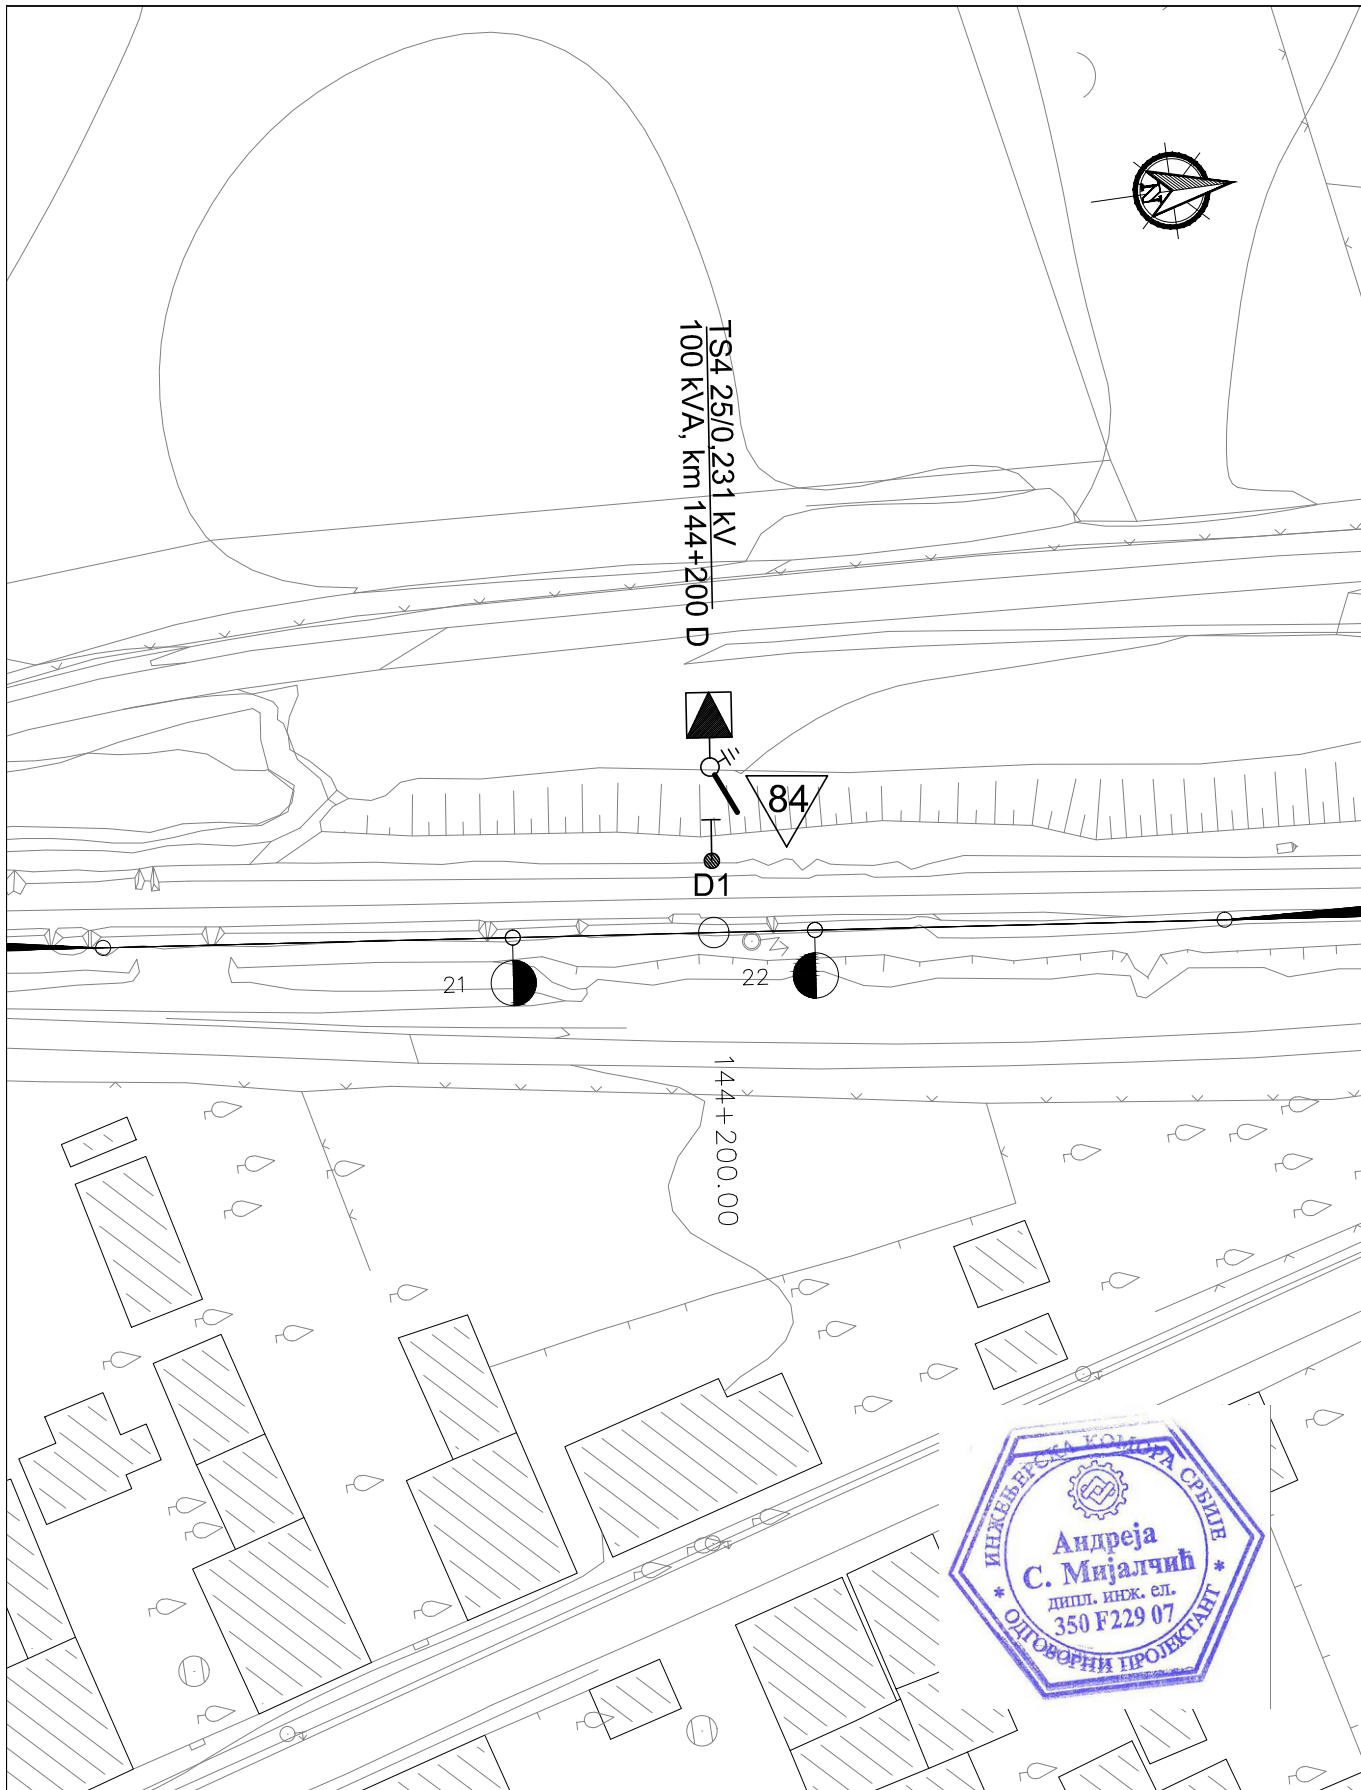 N
TS4 25/0,231 kV
100 kVA, km 144+200 D
84
D1
21
22
144+200.00
ИНЖЕЊЕРСКА КОМОРА СРБИЈЕ
Андреја
С. Мијалчић
дипл. инж. ел.
350 F229 07
* ОДГОВОРНИ ПРОЈЕКТАНТ *